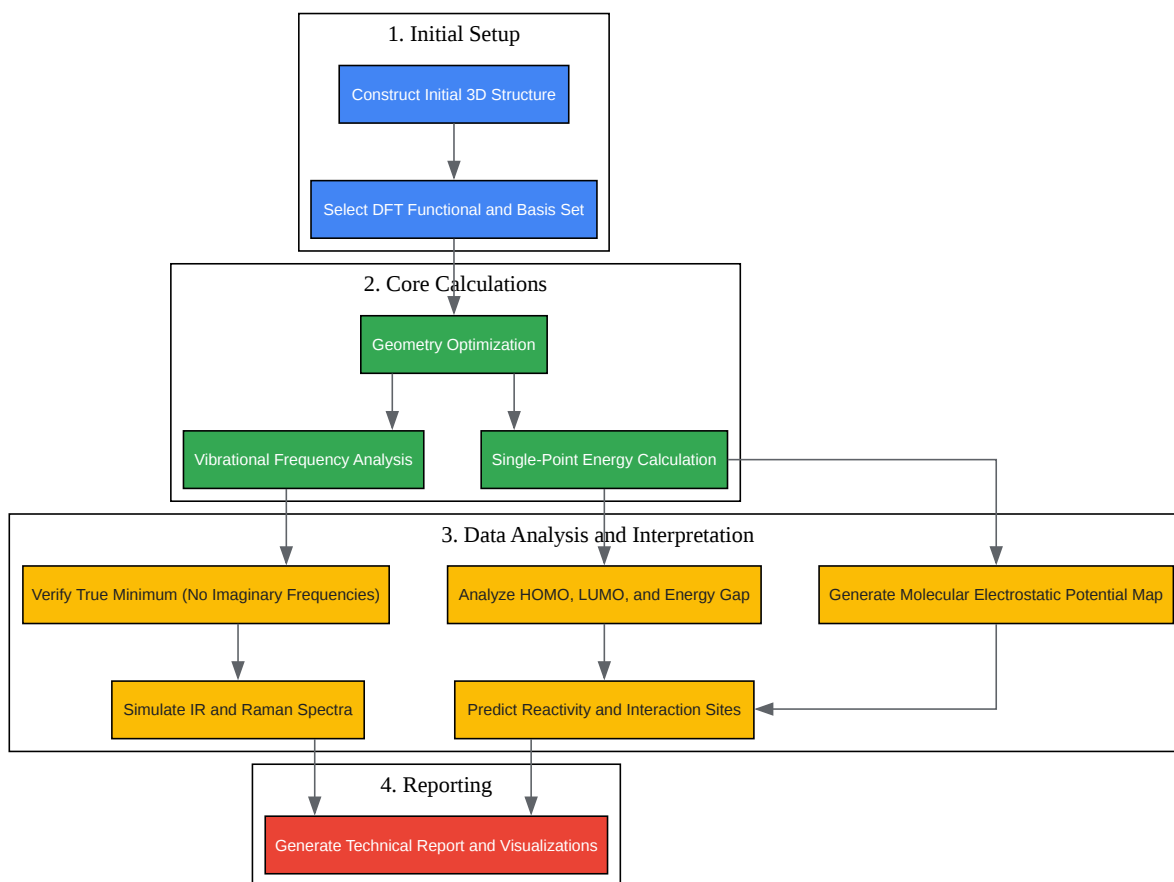 1. Initial Setup
Construct Initial 3D Structure
Select DFT Functional and Basis Set
2. Core Calculations
Geometry Optimization
Vibrational Frequency Analysis
Single-Point Energy Calculation
3. Data Analysis and Interpretation
Verify True Minimum (No Imaginary Frequencies)
Analyze HOMO, LUMO, and Energy Gap
Generate Molecular Electrostatic Potential Map
Simulate IR and Raman Spectra
Predict Reactivity and Interaction Sites
4. Reporting
Generate Technical Report and Visualizations